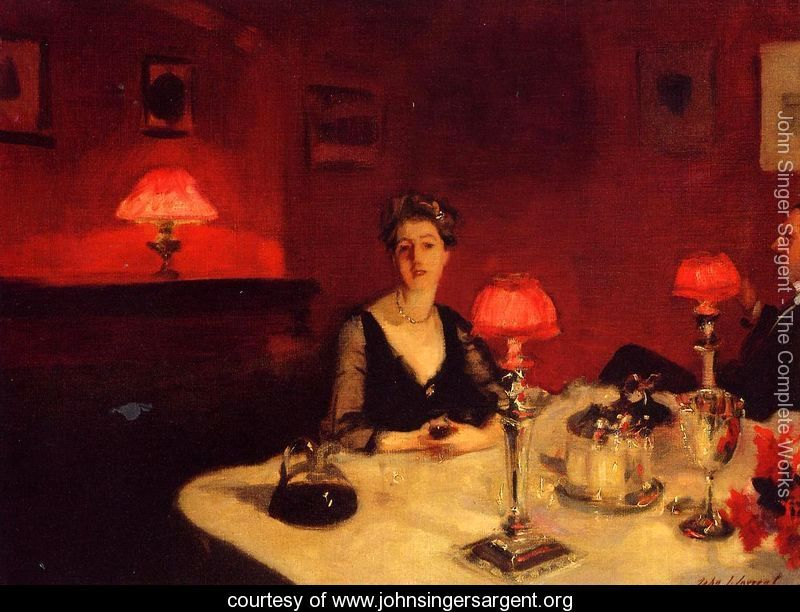 John Singer Sargent - The Complete Works
courtesy of www.johnsingersargent.org